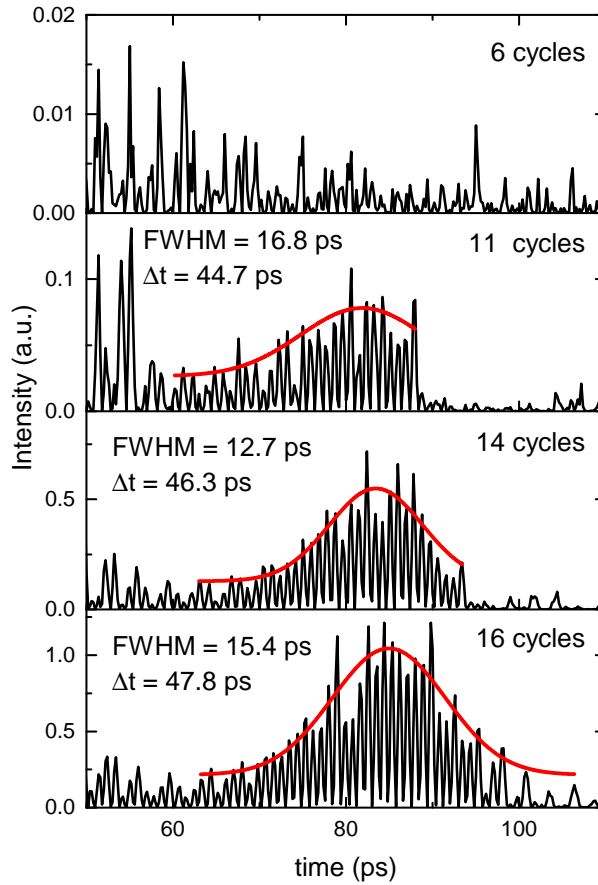 0.02
6 cycles
0.01
0.00
FWHM = 16.8 ps
11 cycles
Δt = 44.7 ps
0.1
0.0
FWHM = 12.7 ps
14 cycles
Δt = 46.3 ps
0.5
0.0
FWHM = 15.4 ps
16 cycles
Δt = 47.8 ps
1.0
0.5
0.0
Intensity (a.u.)
60 80 100
time (ps)